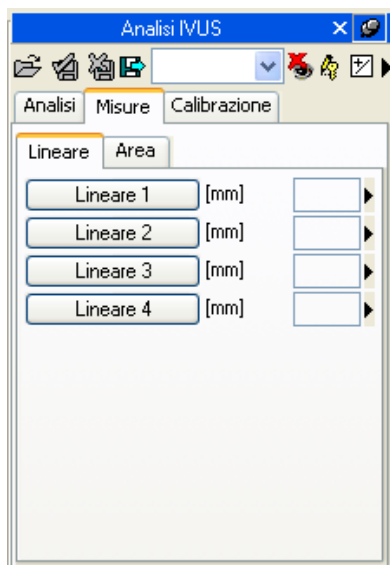 Analisi IVUS
Analisi Misure Calibrazione
Lineare Area
Lineare 1 [mm]
Lineare 2 [mm]
Lineare 3 [mm]
Lineare 4 [mm]